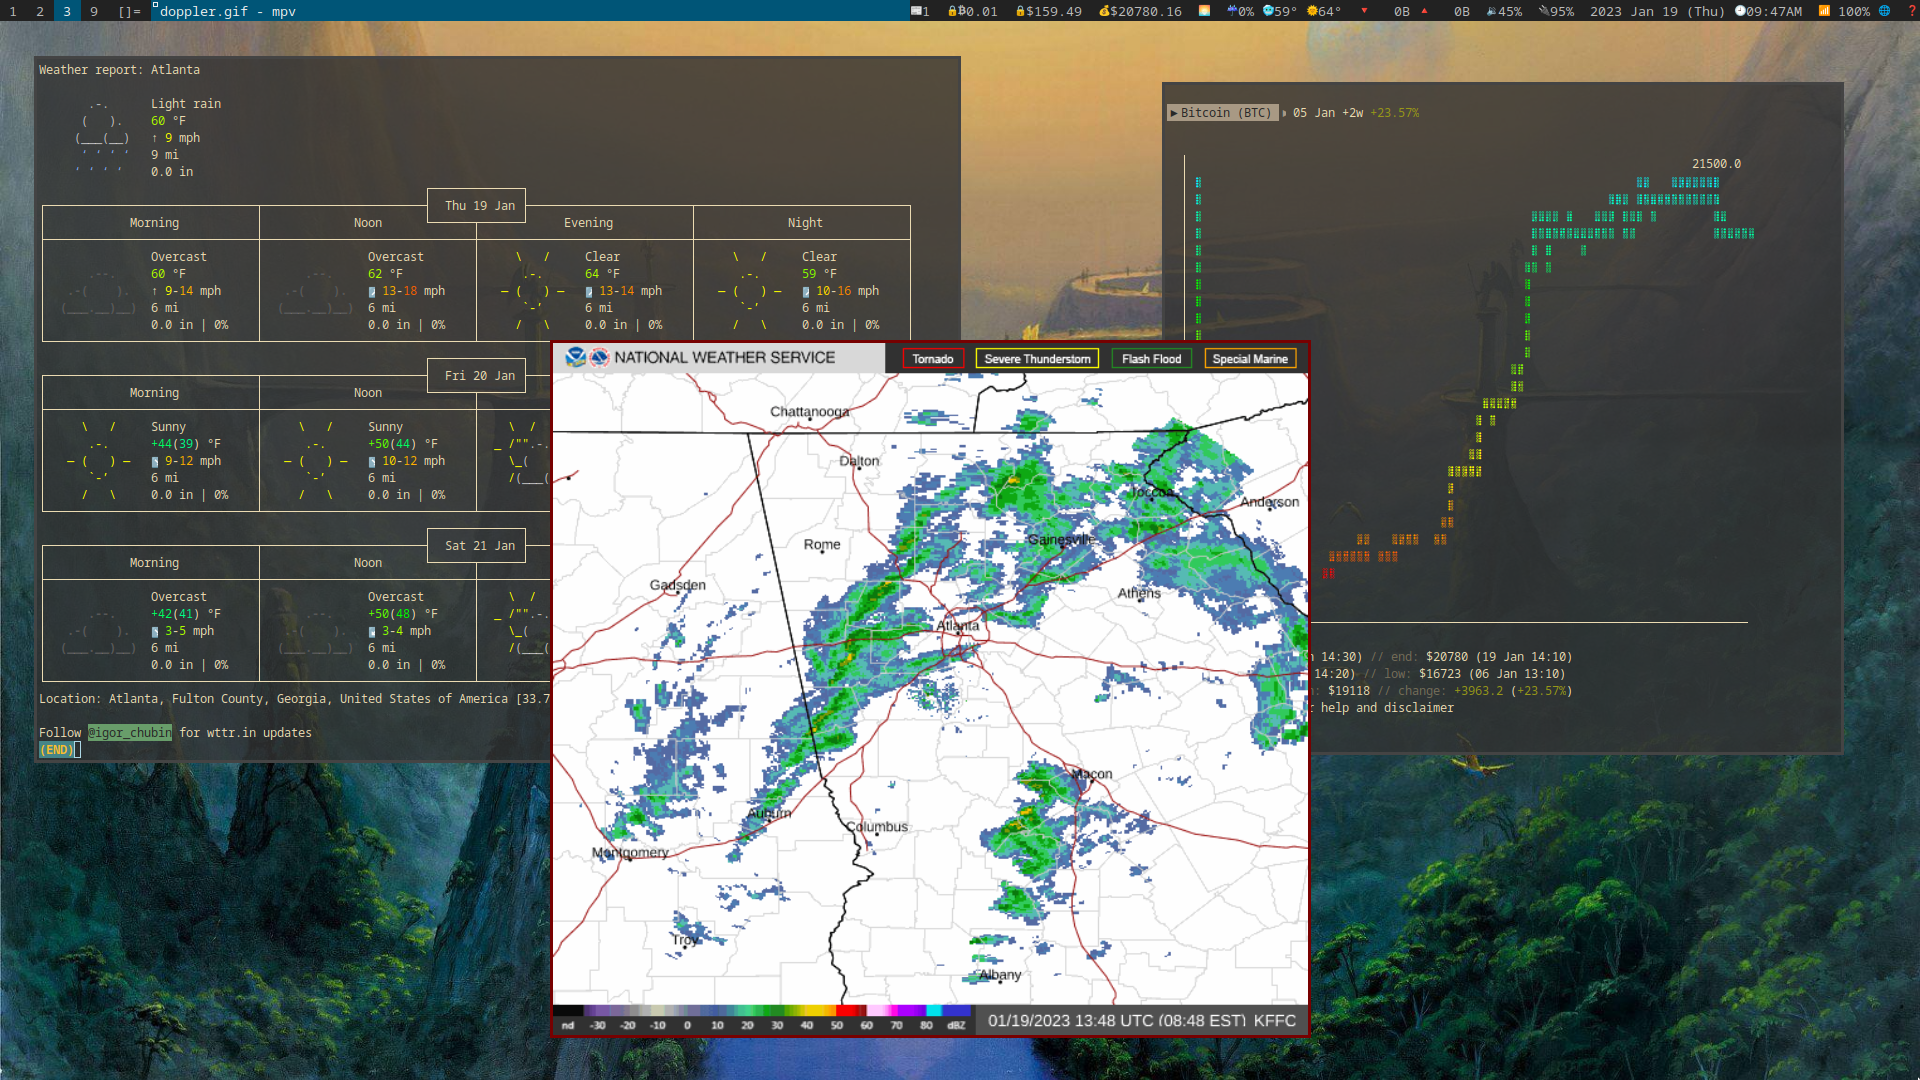 1 2 3 9 []= doppler.gif - mpv
1 0.01 $159.49 $20780.16 0% 59° 64° 0B 0B 45% 95% 2023 Jan 19 (Thu) 09:47AM 100%
Weather report: Atlanta
Light rain
60 °F
↑ 9 mph
9 mi
0.0 in
Thu 19 Jan
Morning Noon Evening Night
Overcast Overcast Clear Clear
60 °F 62 °F 64 °F 59 °F
↑ 9-14 mph 13-18 mph 13-14 mph 10-16 mph
6 mi 6 mi 6 mi 6 mi
0.0 in | 0% 0.0 in | 0% 0.0 in | 0% 0.0 in | 0%
Fri 20 Jan
Morning Noon
Sunny Sunny
+44(39) °F +50(44) °F
9-12 mph 10-12 mph
6 mi 6 mi
0.0 in | 0% 0.0 in | 0%
Sat 21 Jan
Morning Noon
Overcast Overcast
+42(41) °F +50(48) °F
3-5 mph 3-4 mph
6 mi 6 mi
0.0 in | 0% 0.0 in | 0%
Location: Atlanta, Fulton County, Georgia, United States of America [33.7
Follow @igor_chubin for wttr.in updates
(END)
NATIONAL WEATHER SERVICE
Tornado Severe Thunderstorm Flash Flood Special Marine
Chattanooga
Dalton
Toccoa
Anderson
Rome
Gainesville
Gadsden
Athens
Atlanta
Macon
Auburn
Columbus
Montgomery
Troy
Albany
nd -30 -20 -10 0 10 20 30 40 50 60 70 80 dBZ
01/19/2023 13:48 UTC (08:48 EST) KFFC
Bitcoin (BTC) 05 Jan +2w +23.57%
21500.0
14:30) // end: $20780 (19 Jan 14:10)
14:20) // low: $16723 (06 Jan 13:10)
: $19118 // change: +3963.2 (+23.57%)
help and disclaimer